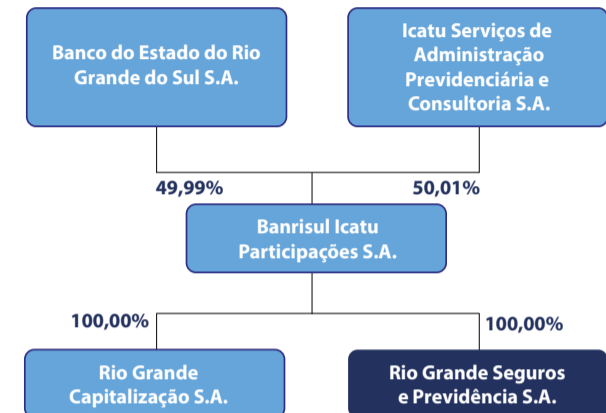 Banco do Estado do Rio
Grande do Sul S.A.
Icatu Serviços de
Administração
Previdenciária e
Consultoria S.A.
49,99%
50,01%
Banrisul Icatu
Participações S.A.
100,00%
100,00%
Rio Grande
Capitalização S.A.
Rio Grande Seguros
e Previdência S.A.